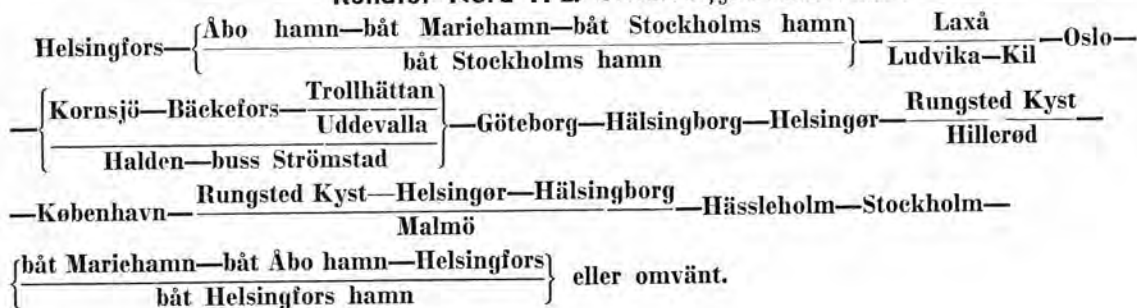 Helsingfors—{Åbo hamn—båt Mariehamn—båt Stockholms hamn}—Laxå
båt Stockholms hamn Ludvika—Kil—Oslo—
—{Kornsjö—Bäckefors—Trollhättan
Uddevalla}—Göteborg—Hälsingborg—Helsingør—Rungsted Kyst
Halden—buss Strömstad Hillerød—
—København—Rungsted Kyst—Helsingør—Hälsingborg—Hässleholm—Stockholm—
Malmö
{båt Mariehamn—båt Åbo hamn—Helsingfors} eller omvänt.
båt Helsingfors hamn